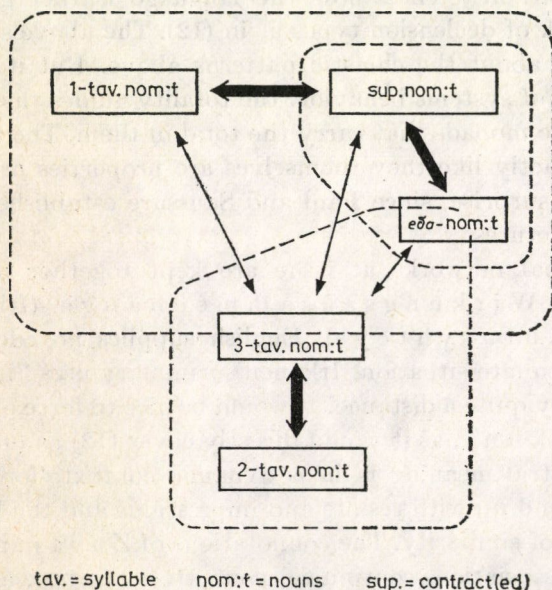 1-tav. nom:t
sup. nom:t
eδa-nom:t
3-tav. nom:t
2-tav. nom:t
tav. = syllable nom:t = nouns sup. = contract(ed)